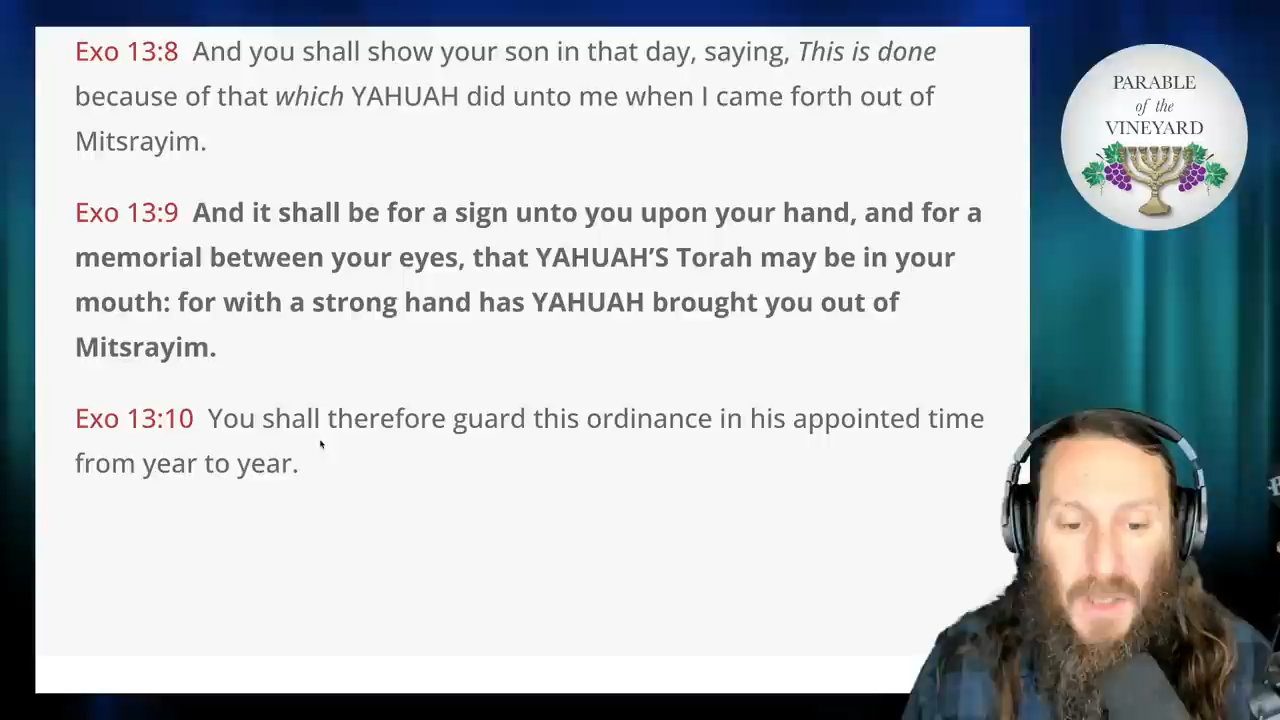 Exo 13:8 And you shall show your son in that day, saying, This is done
because of that which YAHUAH did unto me when I came forth out of
Mitsrayim.
Exo 13:9 And it shall be for a sign unto you upon your hand, and for a
memorial between your eyes, that YAHUAH’S Torah may be in your
mouth: for with a strong hand has YAHUAH brought you out of
Mitsrayim.
Exo 13:10 You shall therefore guard this ordinance in his appointed time
from year to year.
PARABLE
of the
VINEYARD